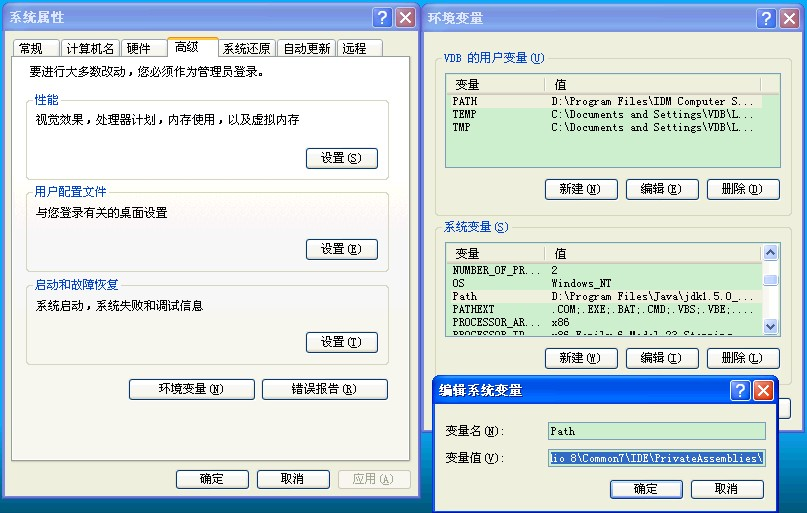 系统属性
常规 计算机名 硬件 高级 系统还原 自动更新 远程
要进行大多数改动，您必须作为管理员登录。
性能
视觉效果，处理器计划，内存使用，以及虚拟内存
设置(S)
用户配置文件
与您登录有关的桌面设置
设置(E)
启动和故障恢复
系统启动，系统失败和调试信息
设置(T)
环境变量(N) 错误报告(R)
确定 取消 应用(A)
环境变量
VDB 的用户变量(U)
变量 值
PATH D:\Program Files\IDM Computer S...
TEMP C:\Documents and Settings\VDB\L...
TMP C:\Documents and Settings\VDB\L...
新建(N) 编辑(E) 删除(D)
系统变量(S)
变量 值
NUMBER_OF_PR... 2
OS Windows_NT
Path D:\Program Files\Java\jdk1.5.0_...
PATHEXT .COM;.EXE;.BAT;.CMD;.VBS;.VBE;....
PROCESSOR_AR... x86
新建(W) 编辑(I) 删除(L)
编辑系统变量
变量名(N): Path
变量值(V): io 8\Common7\IDE\PrivateAssemblies\
确定 取消